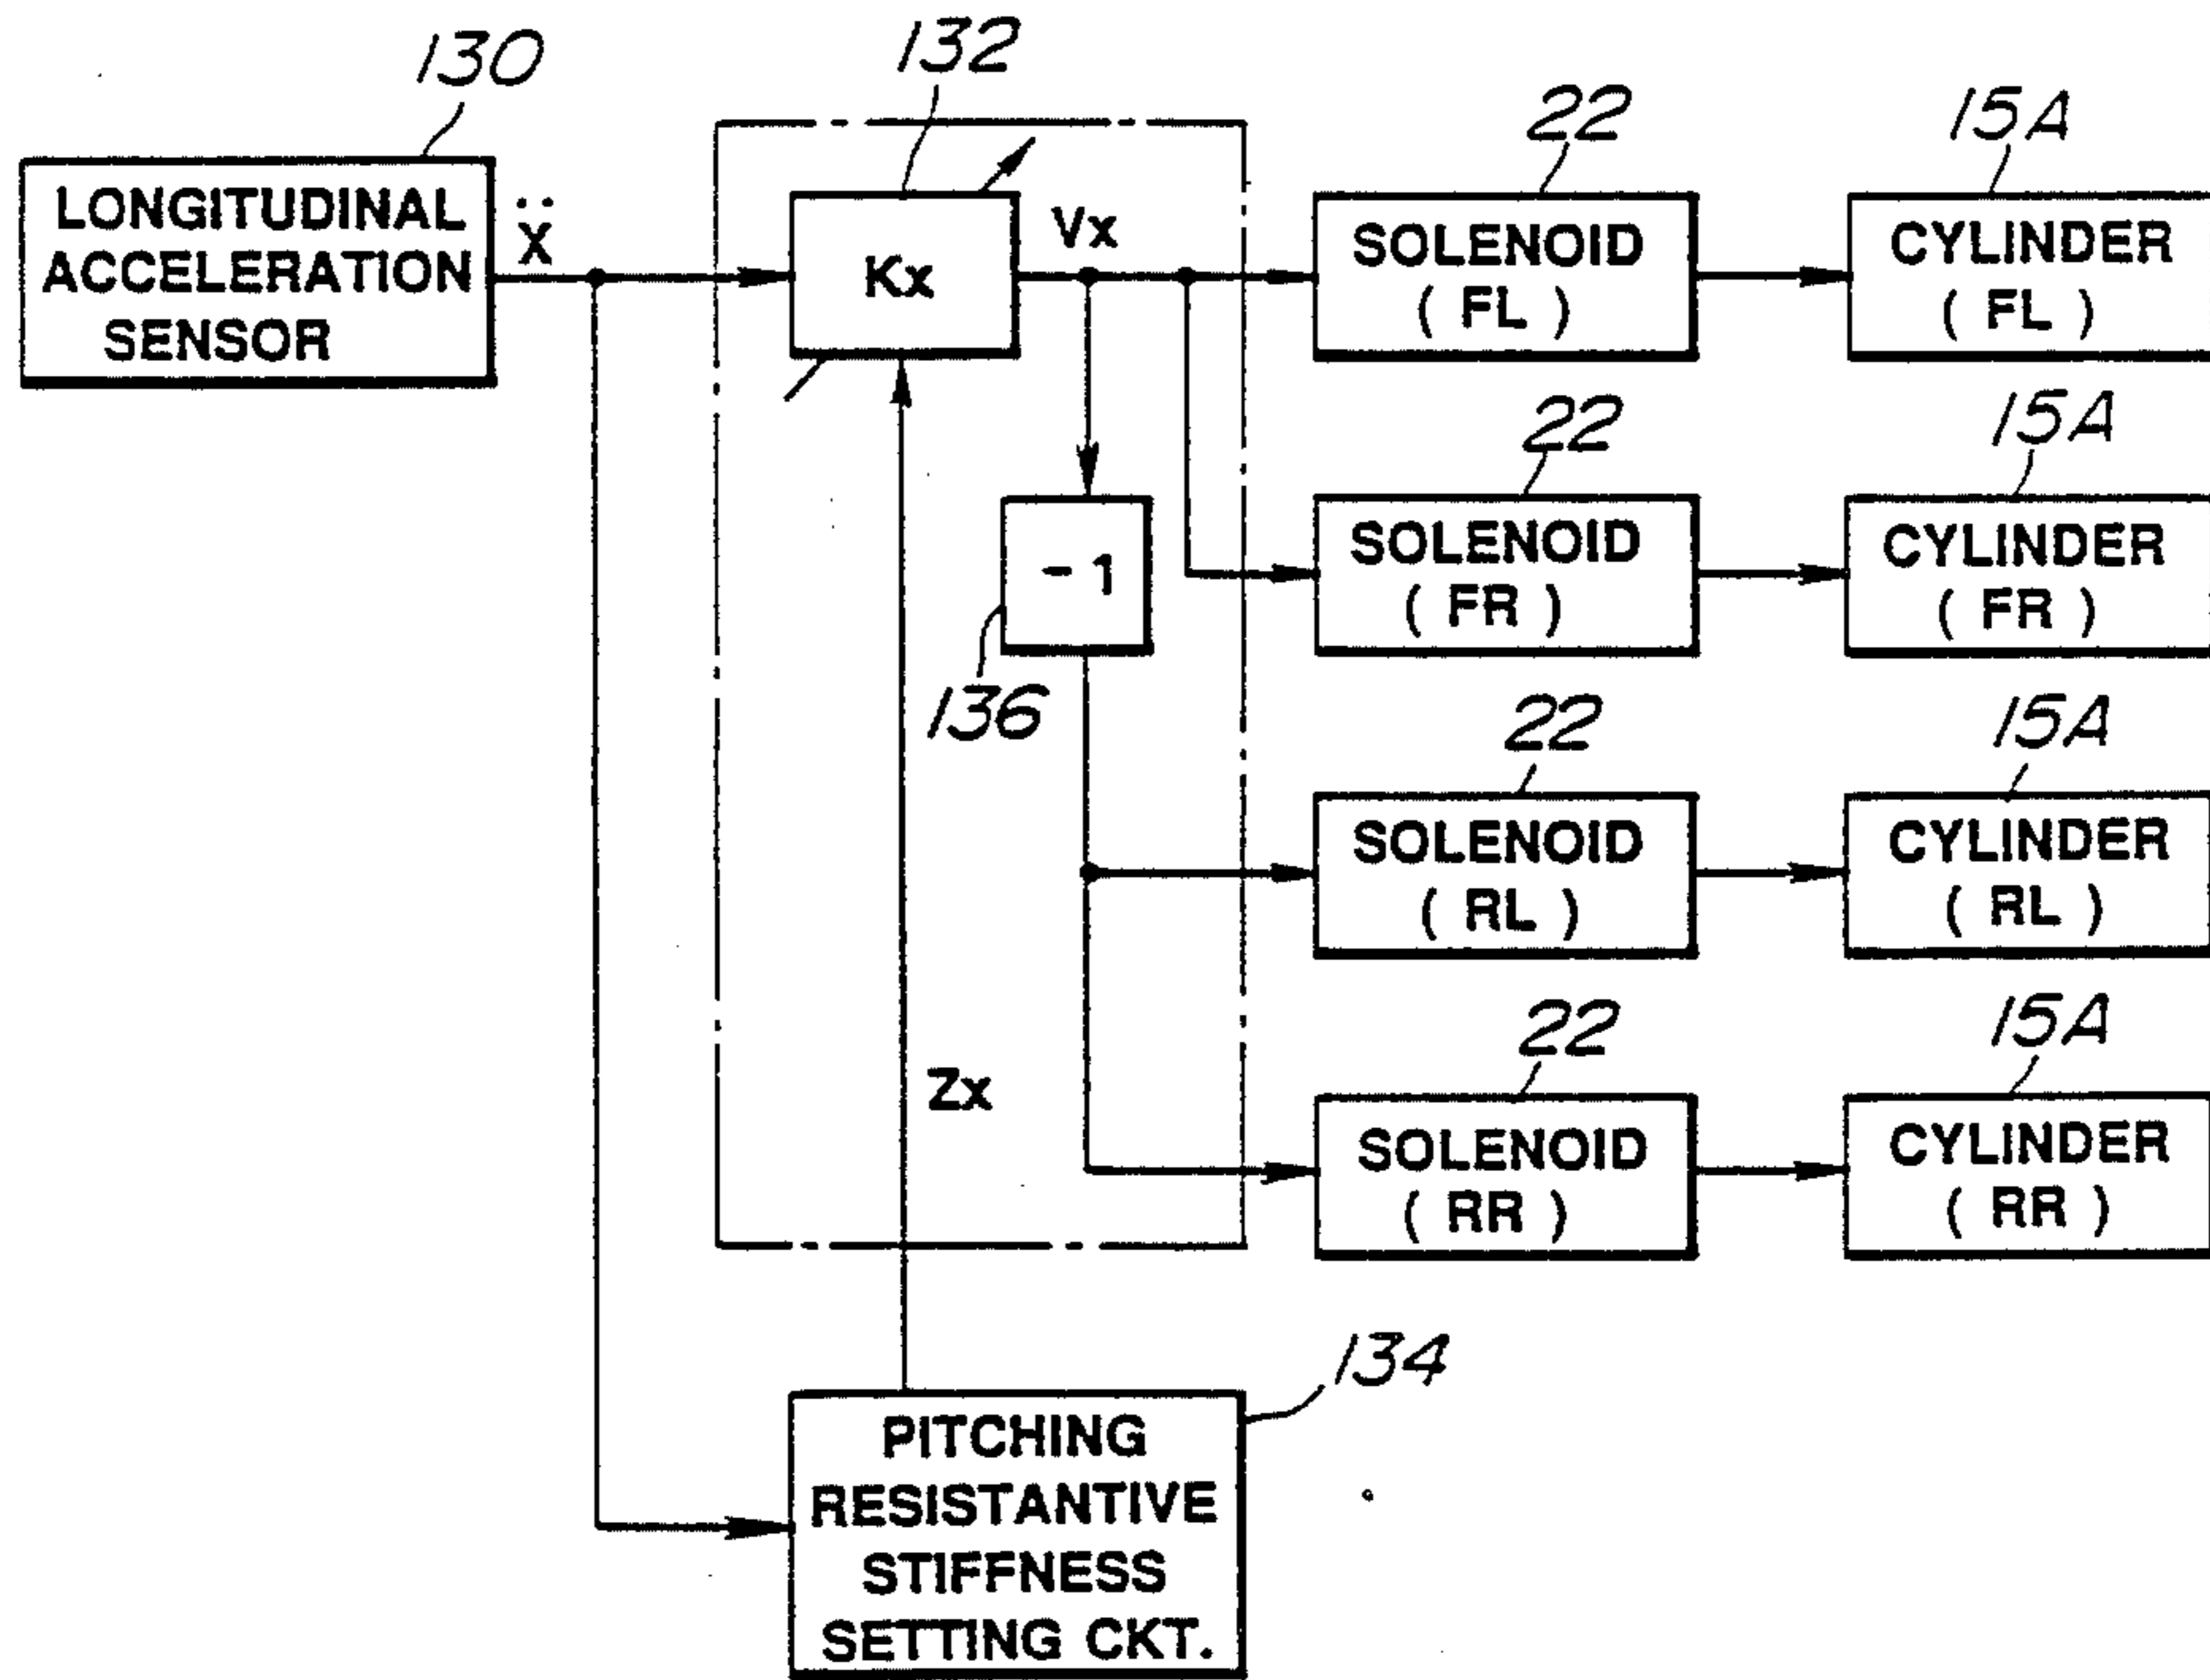 130
132
22
15A
LONGITUDINAL
ACCELERATION
SENSOR
Ẍ
Kx
Vx
SOLENOID
( FL )
CYLINDER
( FL )
22
15A
- 1
136
SOLENOID
( FR )
CYLINDER
( FR )
22
15A
SOLENOID
( RL )
CYLINDER
( RL )
22
15A
Zx
SOLENOID
( RR )
CYLINDER
( RR )
134
PITCHING
RESISTANTIVE
STIFFNESS
SETTING CKT.